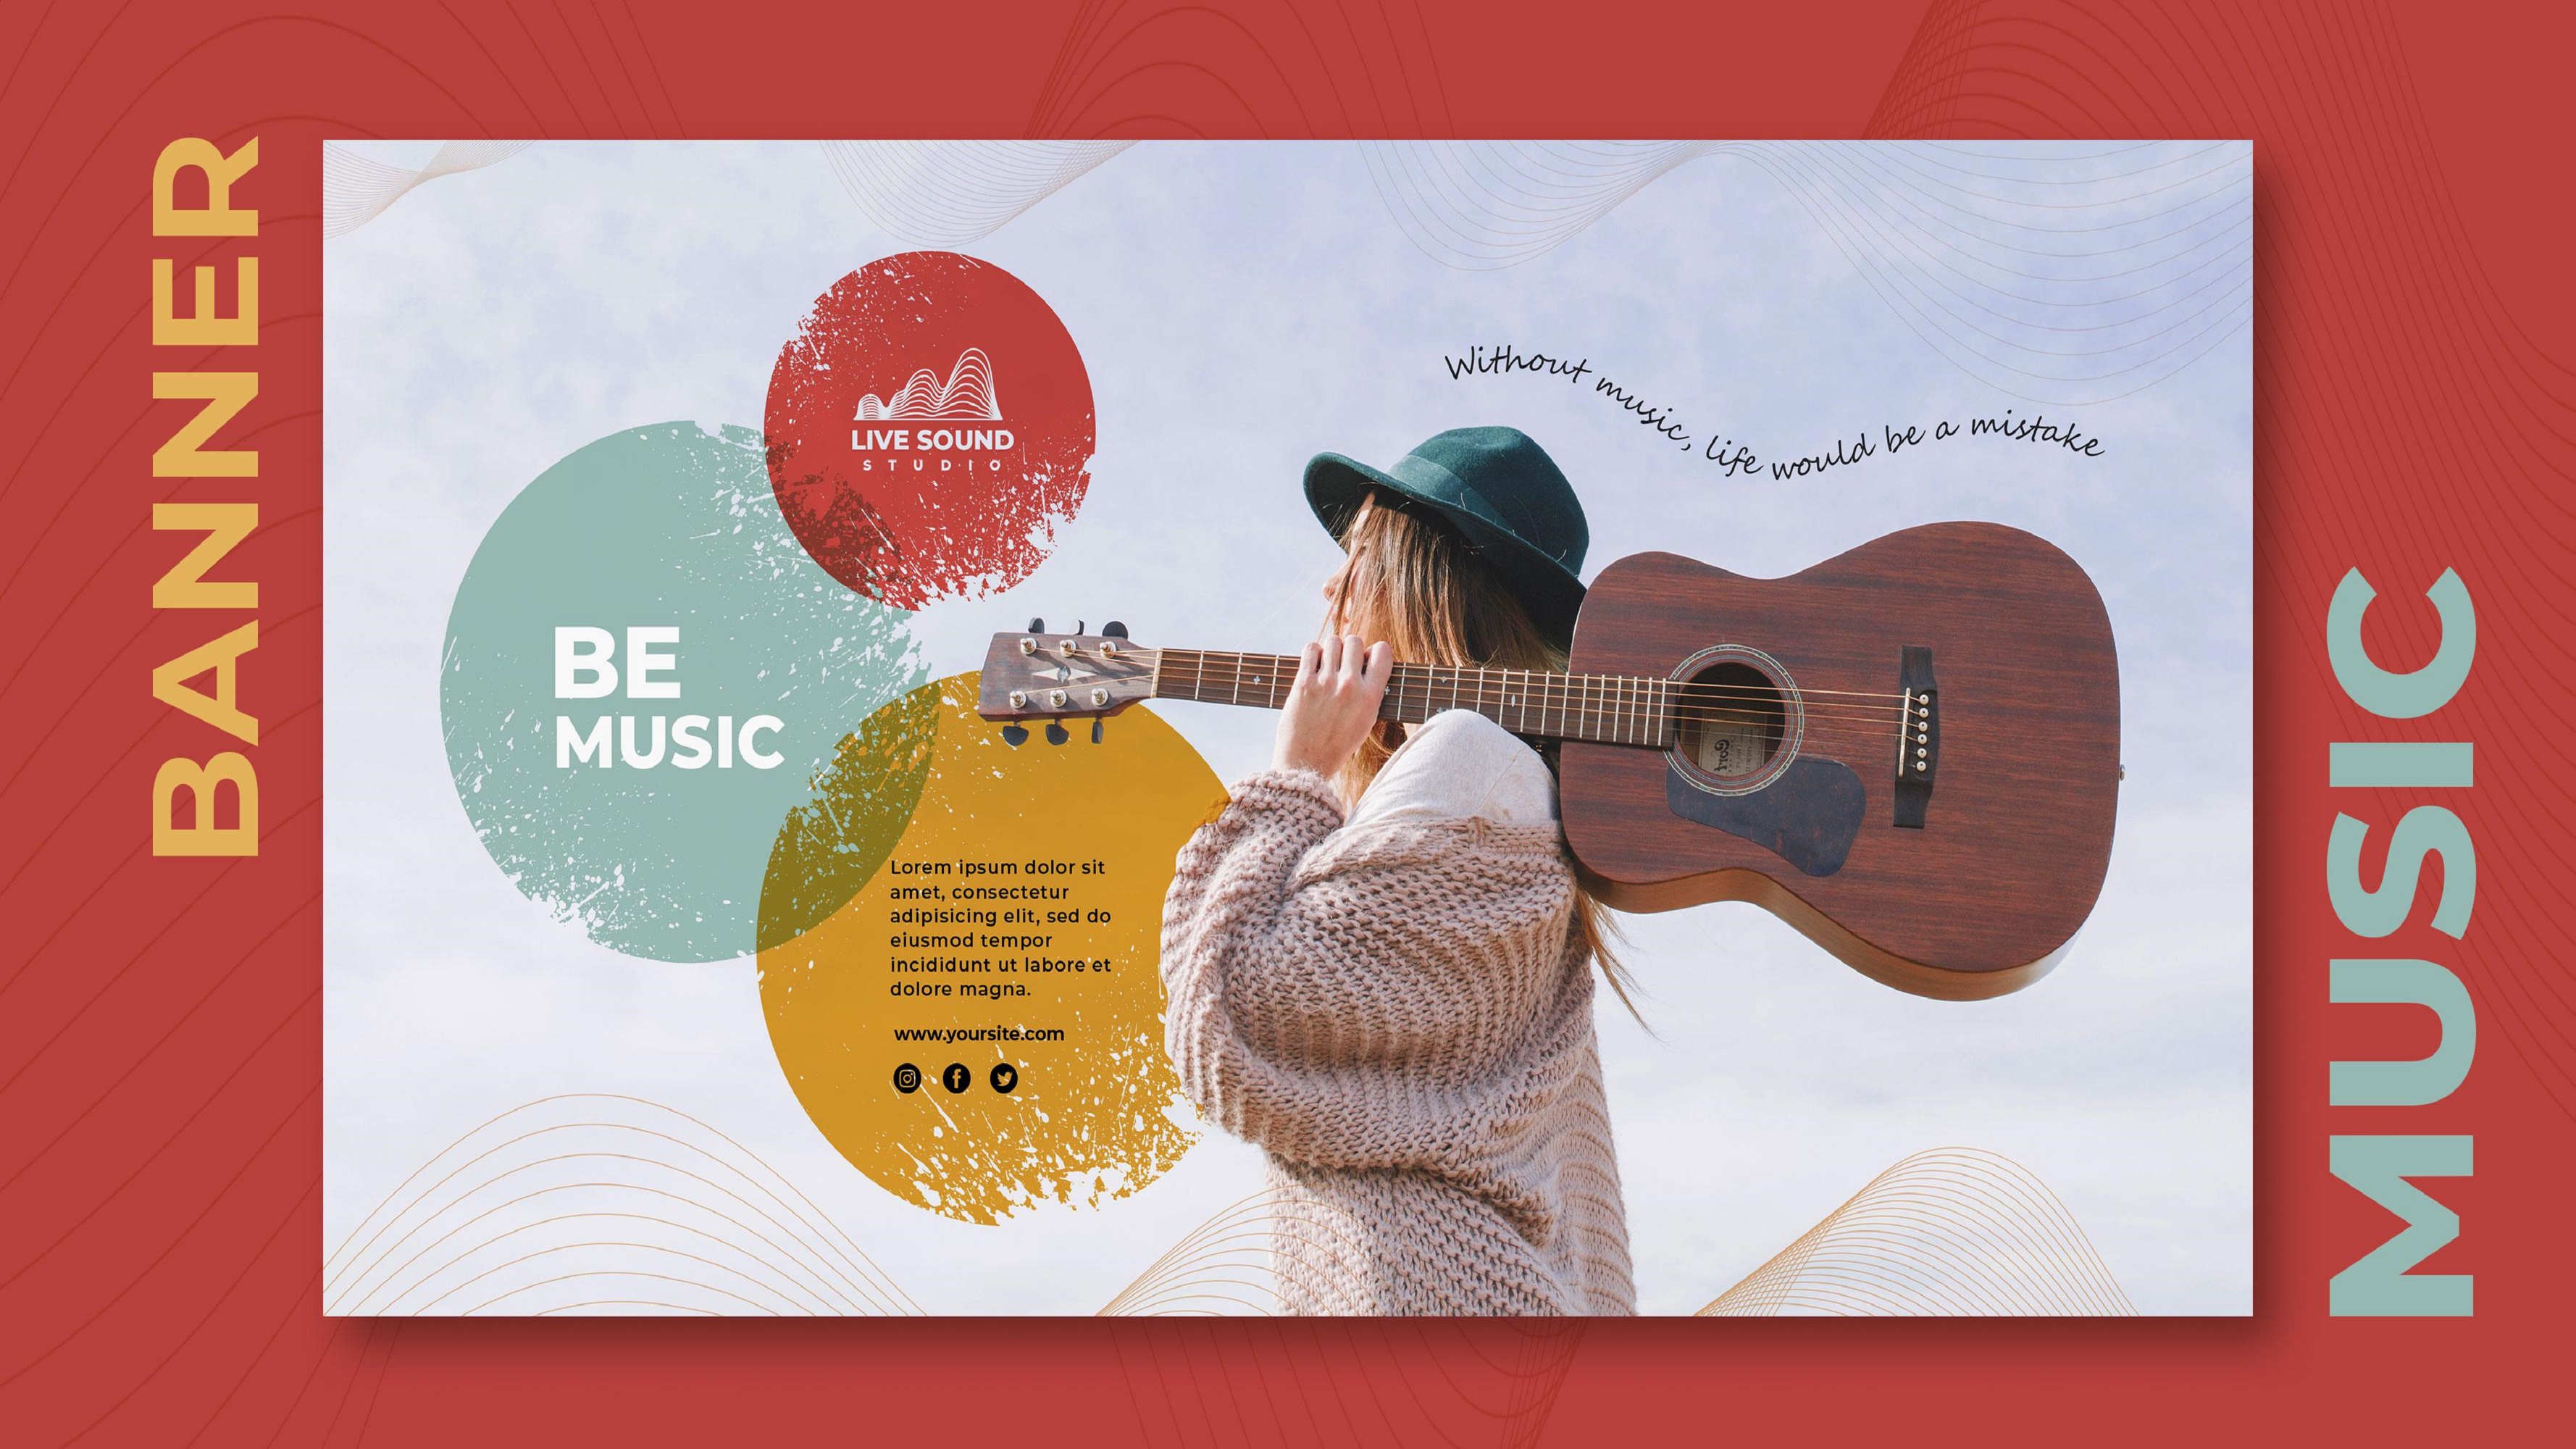 BANNER
LIVE SOUND
STUDIO
BE
MUSIC
Without music, life would be a mistake
Lorem ipsum dolor sit
amet, consectetur
adipisicing elit, sed do
eiusmod tempor
incididunt ut labore et
dolore magna.
www.yoursite.com
MUSIC